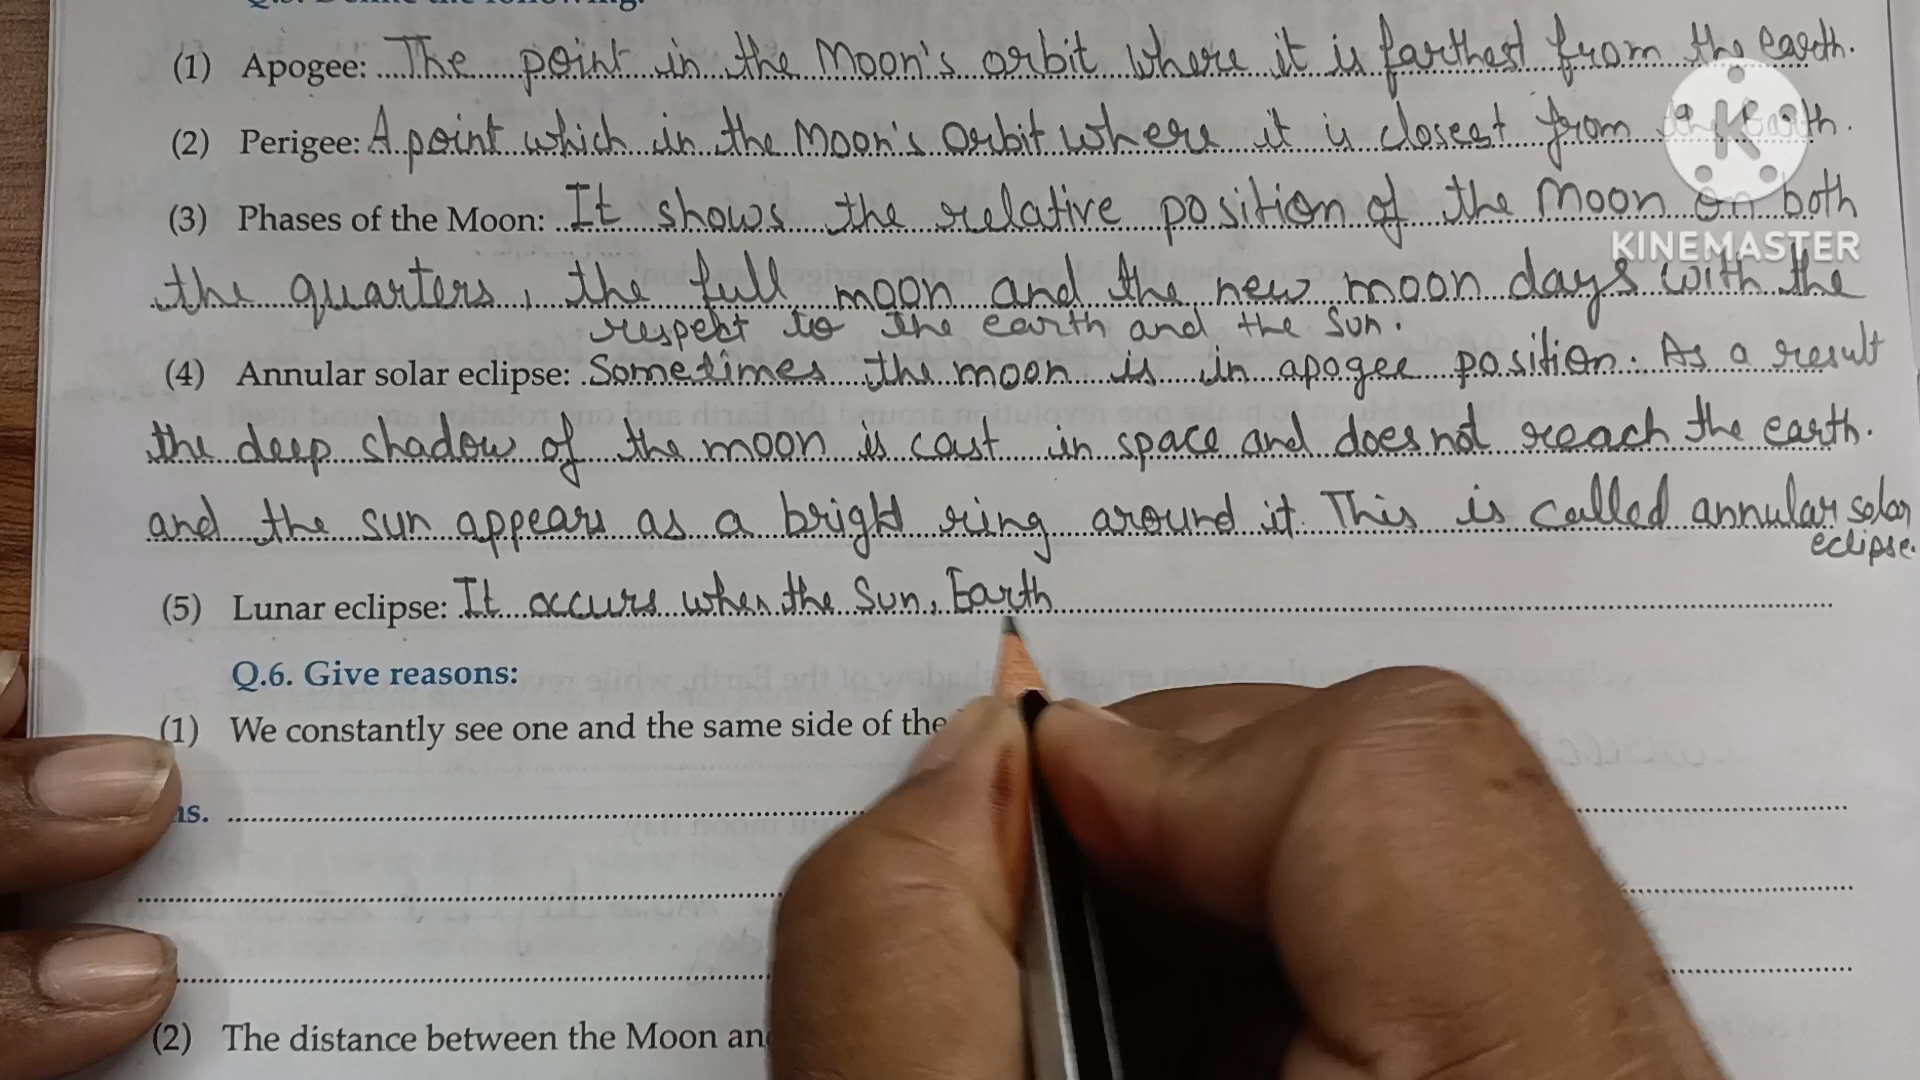 (1) Apogee: The point in the Moon's orbit where it is farthest from the earth.
(2) Perigee: A point which in the Moon's orbit where it is closest from the Earth.
(3) Phases of the Moon: It shows the relative position of the Moon on both
KINEMASTER
the quarters, the full moon and the new moon days with the
respect to the earth and the Sun.
(4) Annular solar eclipse: Sometimes the moon is in apogee position. As a result
the deep shadow of the moon is cast in space and does not reach the earth.
and the sun appears as a bright ring around it. This is called annular solar
eclipse.
(5) Lunar eclipse: It occurs when the Sun, Earth
Q.6. Give reasons:
(1) We constantly see one and the same side of the
ns.
(2) The distance between the Moon an